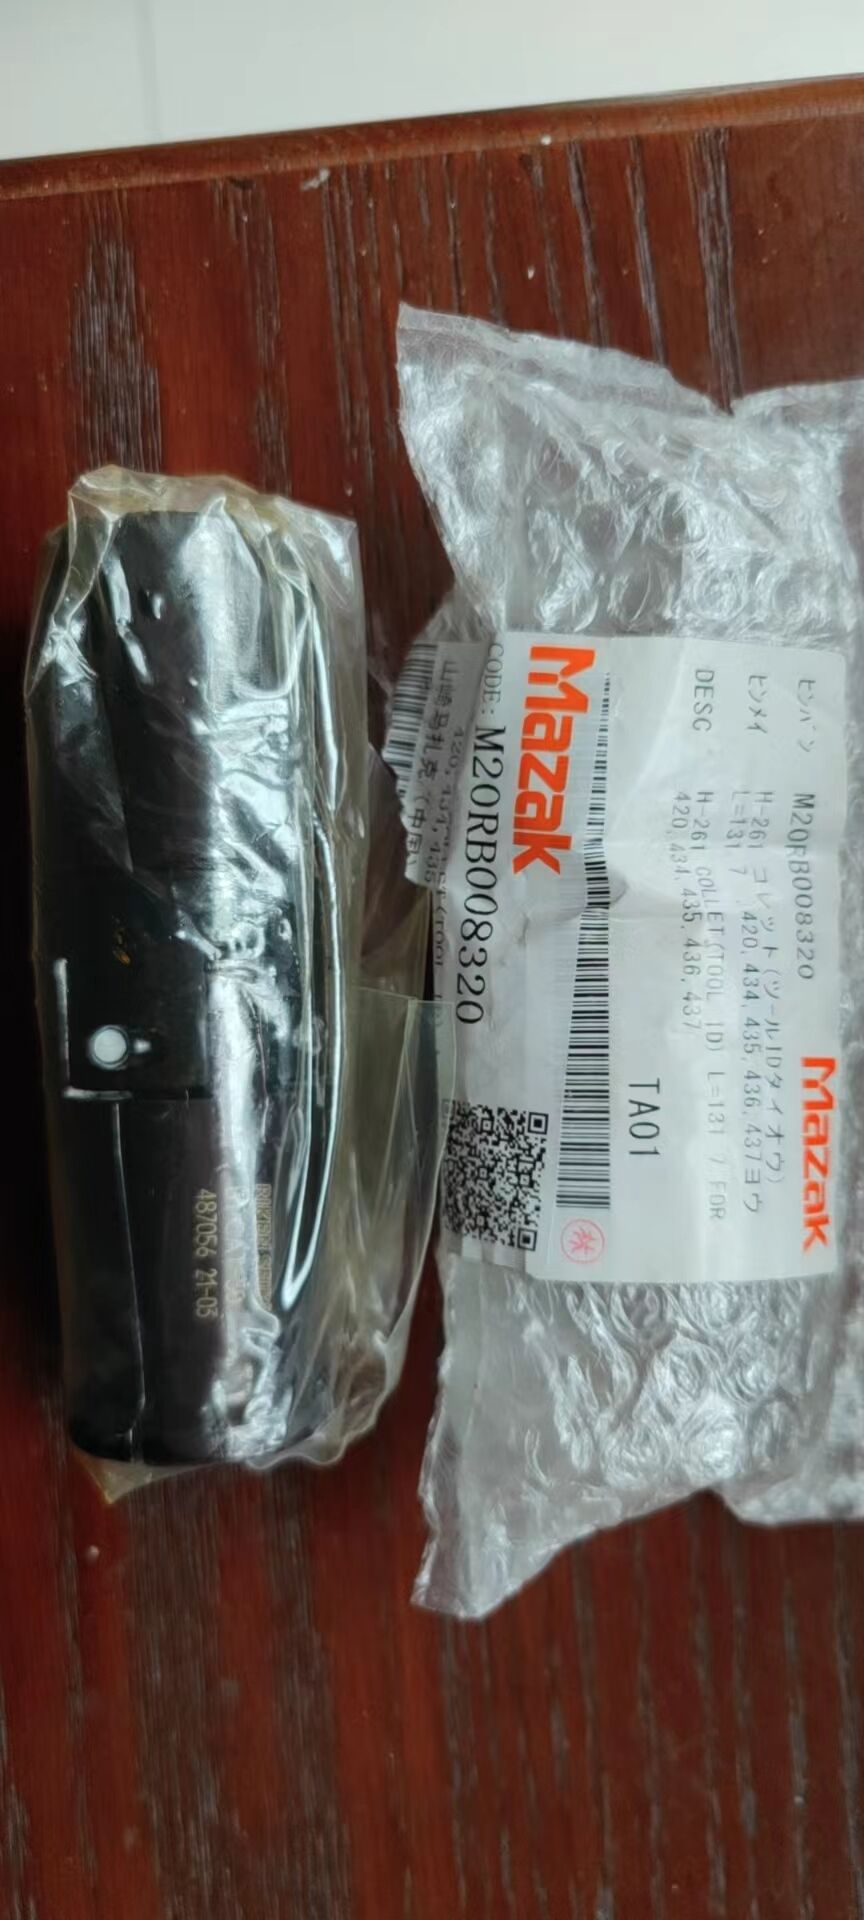 Mazak
ヒンバン M20RB008320
ヒンメイ H-261 コレット(ツールIDタイオウ)
L=131.7 420,434,435,436,437ヨウ
DESC H-261 COLLET(TOOL ID) L=131.7 FOR
420,434,435,436,437
TA01
Mazak
CODE: M20RB008320
山崎马扎克(中国)
487056 21-03